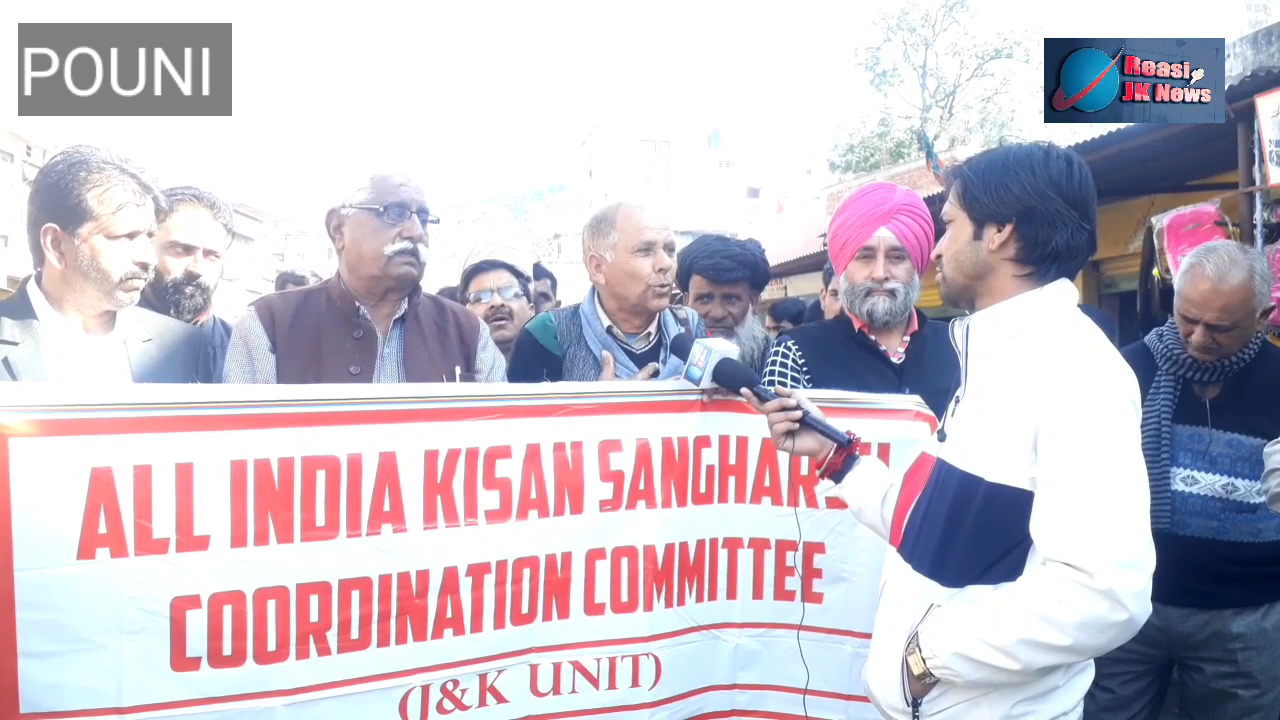 POUNI
Reasi
JK News
ALL INDIA KISAN SANGHARSH
COORDINATION COMMITTEE
(J&K UNIT)